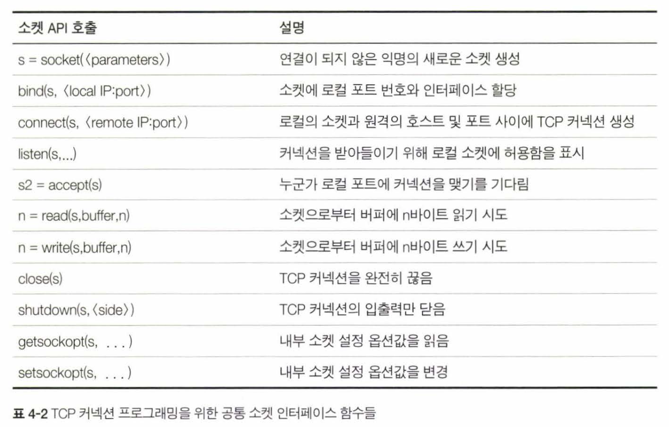 소켓 API 호출 설명
s = socket(〈parameters〉) 연결이 되지 않은 익명의 새로운 소켓 생성
bind(s, 〈local IP:port〉) 소켓에 로컬 포트 번호와 인터페이스 할당
connect(s, 〈remote IP:port〉) 로컬의 소켓과 원격의 호스트 및 포트 사이에 TCP 커넥션 생성
listen(s,...) 커넥션을 받아들이기 위해 로컬 소켓에 허용함을 표시
s2 = accept(s) 누군가 로컬 포트에 커넥션을 맺기를 기다림
n = read(s,buffer,n) 소켓으로부터 버퍼에 n바이트 읽기 시도
n = write(s,buffer,n) 소켓으로부터 버퍼에 n바이트 쓰기 시도
close(s) TCP 커넥션을 완전히 끊음
shutdown(s,〈side〉) TCP 커넥션의 입출력만 닫음
getsockopt(s, . . . ) 내부 소켓 설정 옵션값을 읽음
setsockopt(s, . . . ) 내부 소켓 설정 옵션값을 변경
표 4-2 TCP 커넥션 프로그래밍을 위한 공통 소켓 인터페이스 함수들